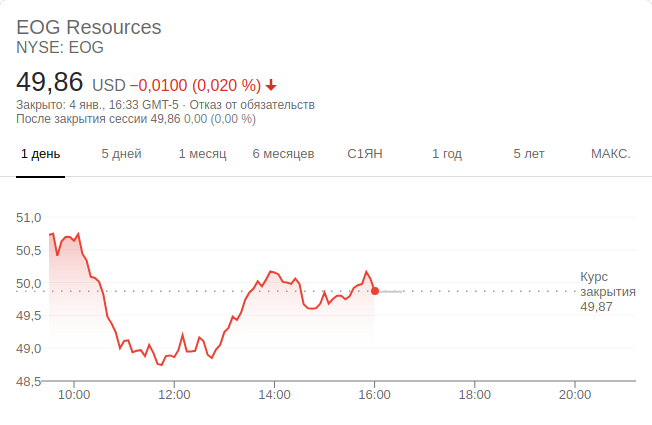 EOG Resources
NYSE: EOG
49,86 USD −0,0100 (0,020 %)
Закрыто: 4 янв., 16:33 GMT-5 · Отказ от обязательств
После закрытия сессии 49,86 0,00 (0,00 %)
1 день 5 дней 1 месяц 6 месяцев С1ЯН 1 год 5 лет МАКС.
51,0
50,5
50,0
49,5
49,0
48,5
Курс
закрытия
49,87
10:00 12:00 14:00 16:00 18:00 20:00